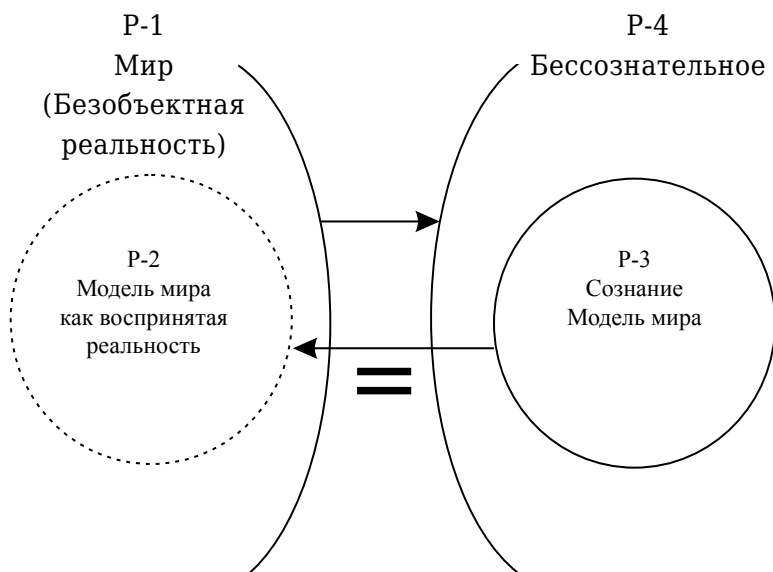 Р-1
Мир
(Безобъектная
реальность)
Р-4
Бессознательное
Р-2
Модель мира
как воспринятая
реальность
Р-3
Сознание
Модель мира
=